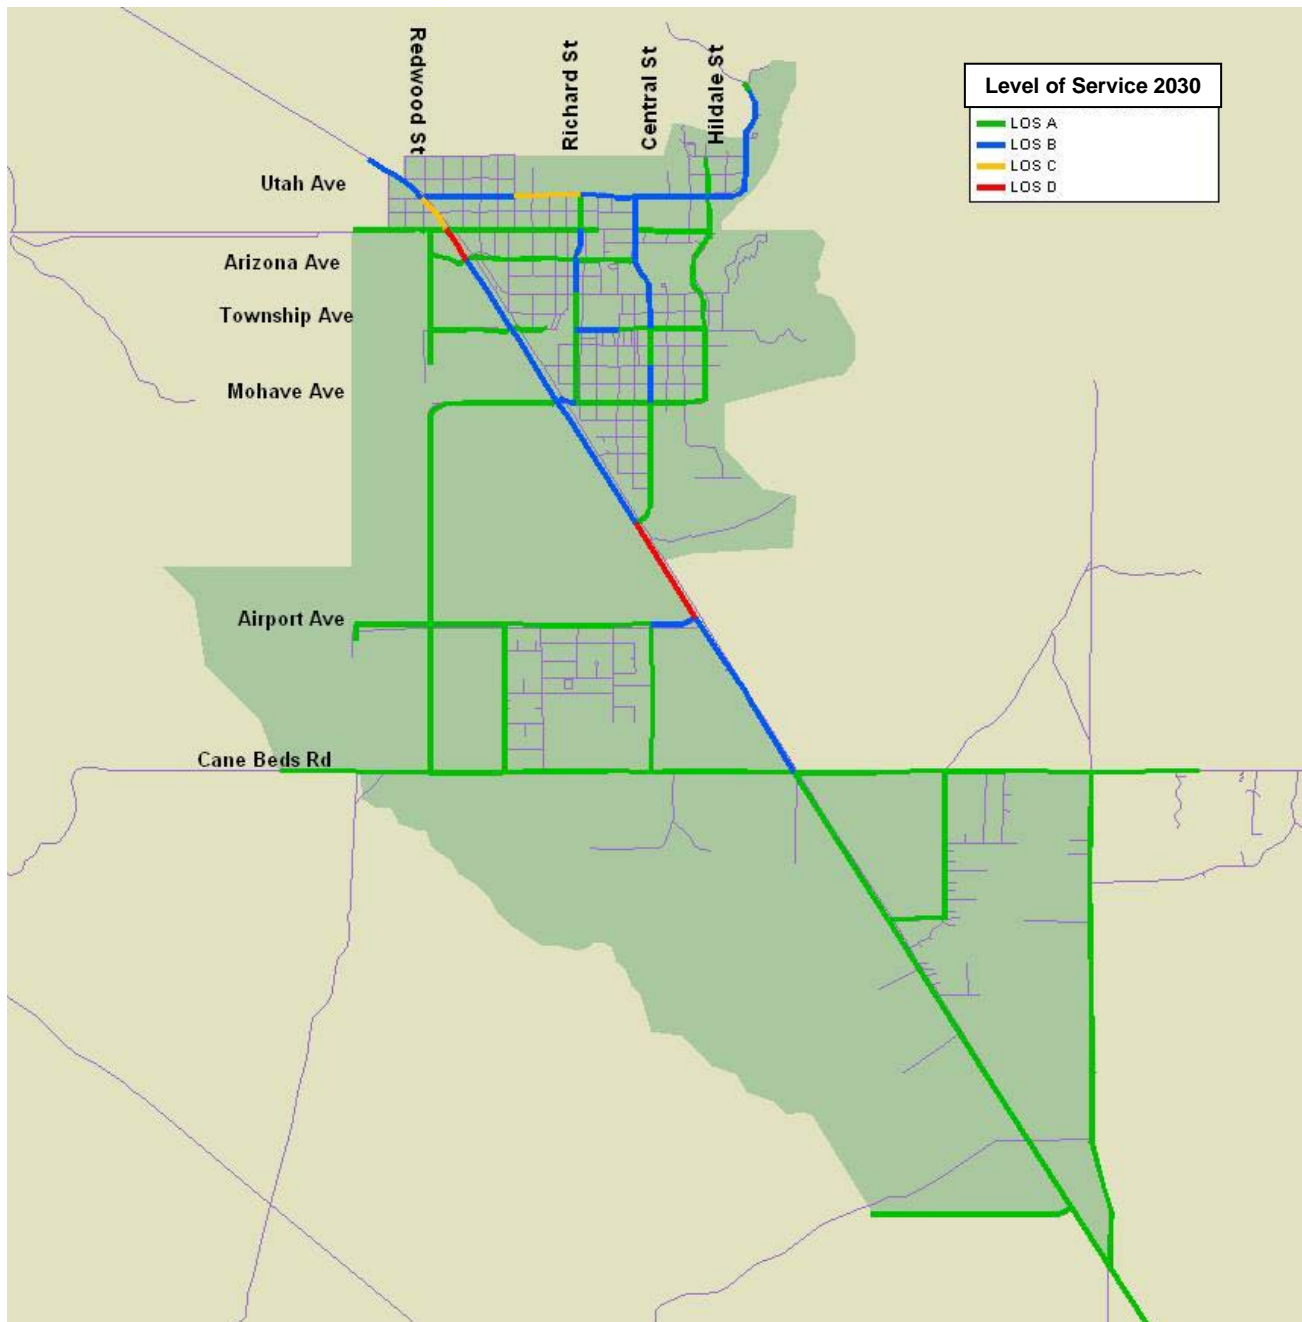 Redwood St
Richard St
Central St
Hildale St
Level of Service 2030
LOS A
LOS B
LOS C
LOS D
Utah Ave
Arizona Ave
Township Ave
Mohave Ave
Airport Ave
Cane Beds Rd